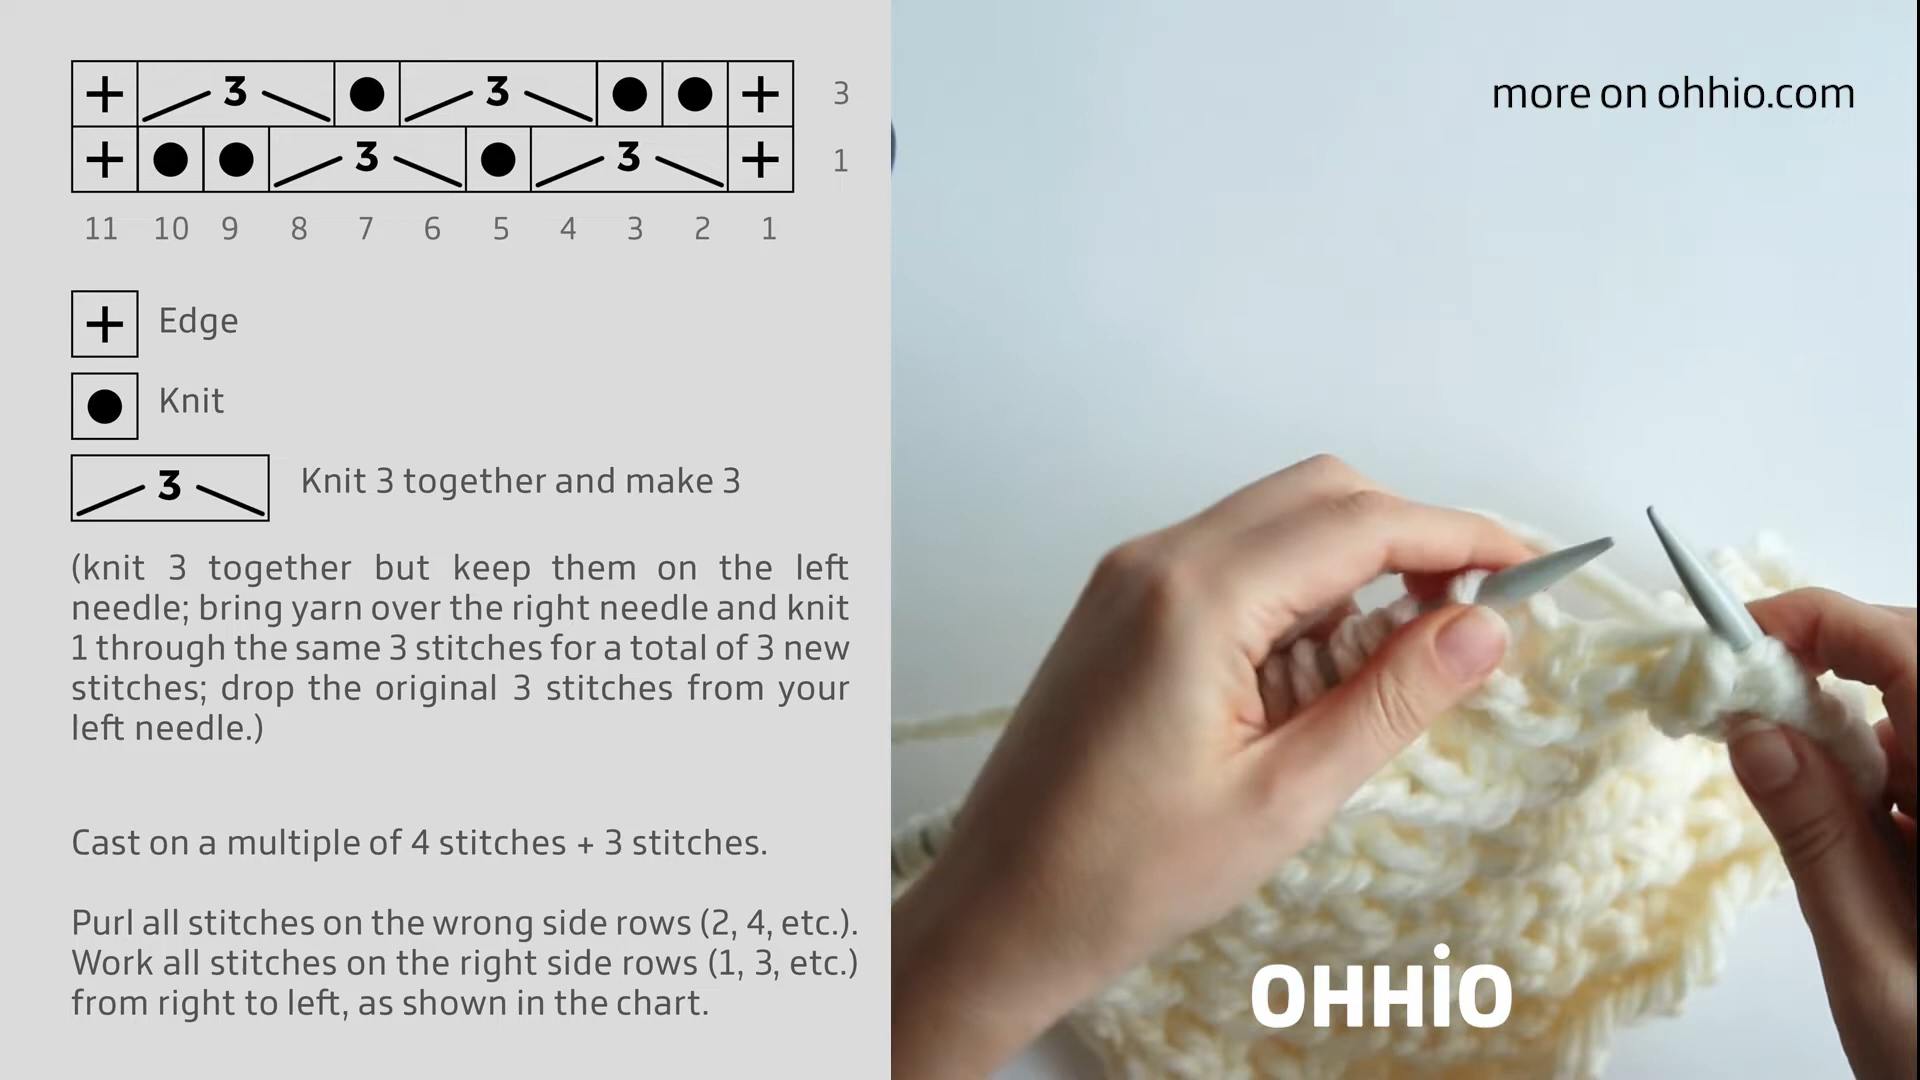 + 3 ● 3 ● ● + 3
+ ● ● 3 ● 3 + 1
11 10 9 8 7 6 5 4 3 2 1
+ Edge
● Knit
3 Knit 3 together and make 3
(knit 3 together but keep them on the left
needle; bring yarn over the right needle and knit
1 through the same 3 stitches for a total of 3 new
stitches; drop the original 3 stitches from your
left needle.)
Cast on a multiple of 4 stitches + 3 stitches.
Purl all stitches on the wrong side rows (2, 4, etc.).
Work all stitches on the right side rows (1, 3, etc.)
from right to left, as shown in the chart.
more on ohhio.com
OHHiO